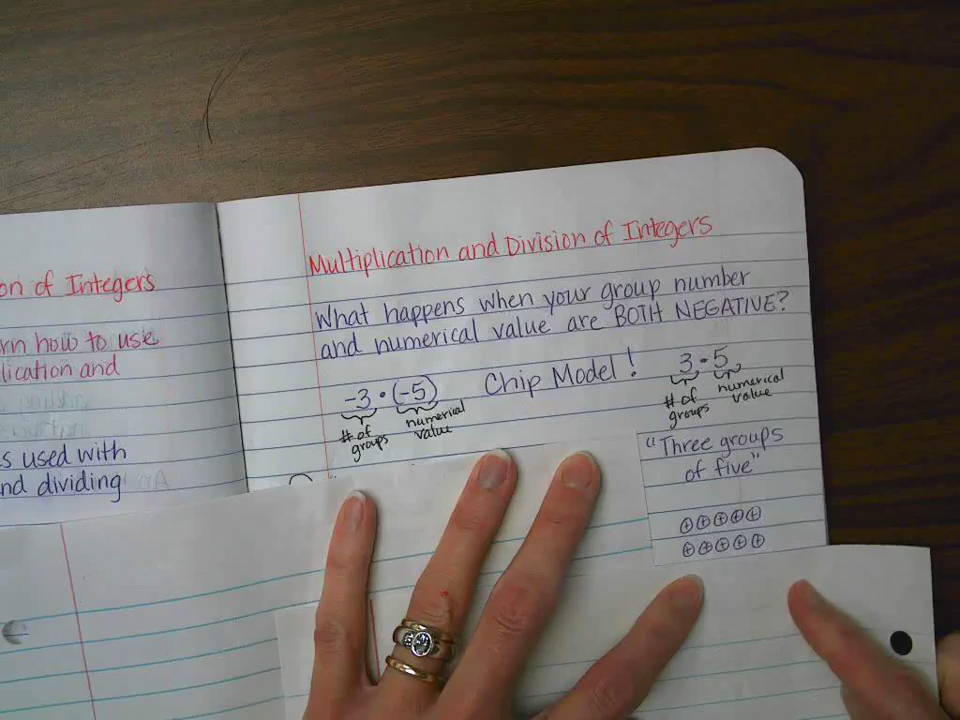 on of Integers
rn how to use
lication and
s used with
nd dividing
Multiplication and Division of Integers
What happens when your group number
and numerical value are BOTH NEGATIVE?
-3 • (-5)
# of groups
numerical value
Chip Model!
3 • 5
# of groups
numerical value
"Three groups
of five"
⊕⊕⊕⊕⊕
⊕⊕⊕⊕⊕